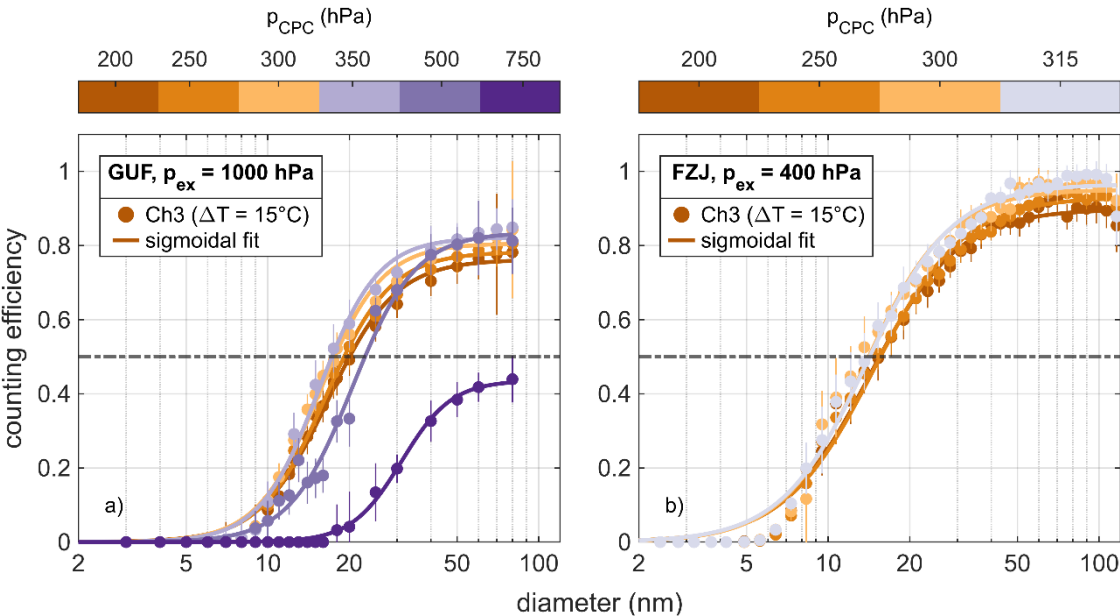 p_CPC (hPa)
200 250 300 350 500 750
p_CPC (hPa)
200 250 300 315
counting efficiency
1
0.8
0.6
0.4
0.2
0
GUF, p_ex = 1000 hPa
Ch3 (ΔT = 15°C)
sigmoidal fit
a)
2 5 10 20 50 100
1
0.8
0.6
0.4
0.2
0
FZJ, p_ex = 400 hPa
Ch3 (ΔT = 15°C)
sigmoidal fit
b)
2 5 10 20 50 100
diameter (nm)